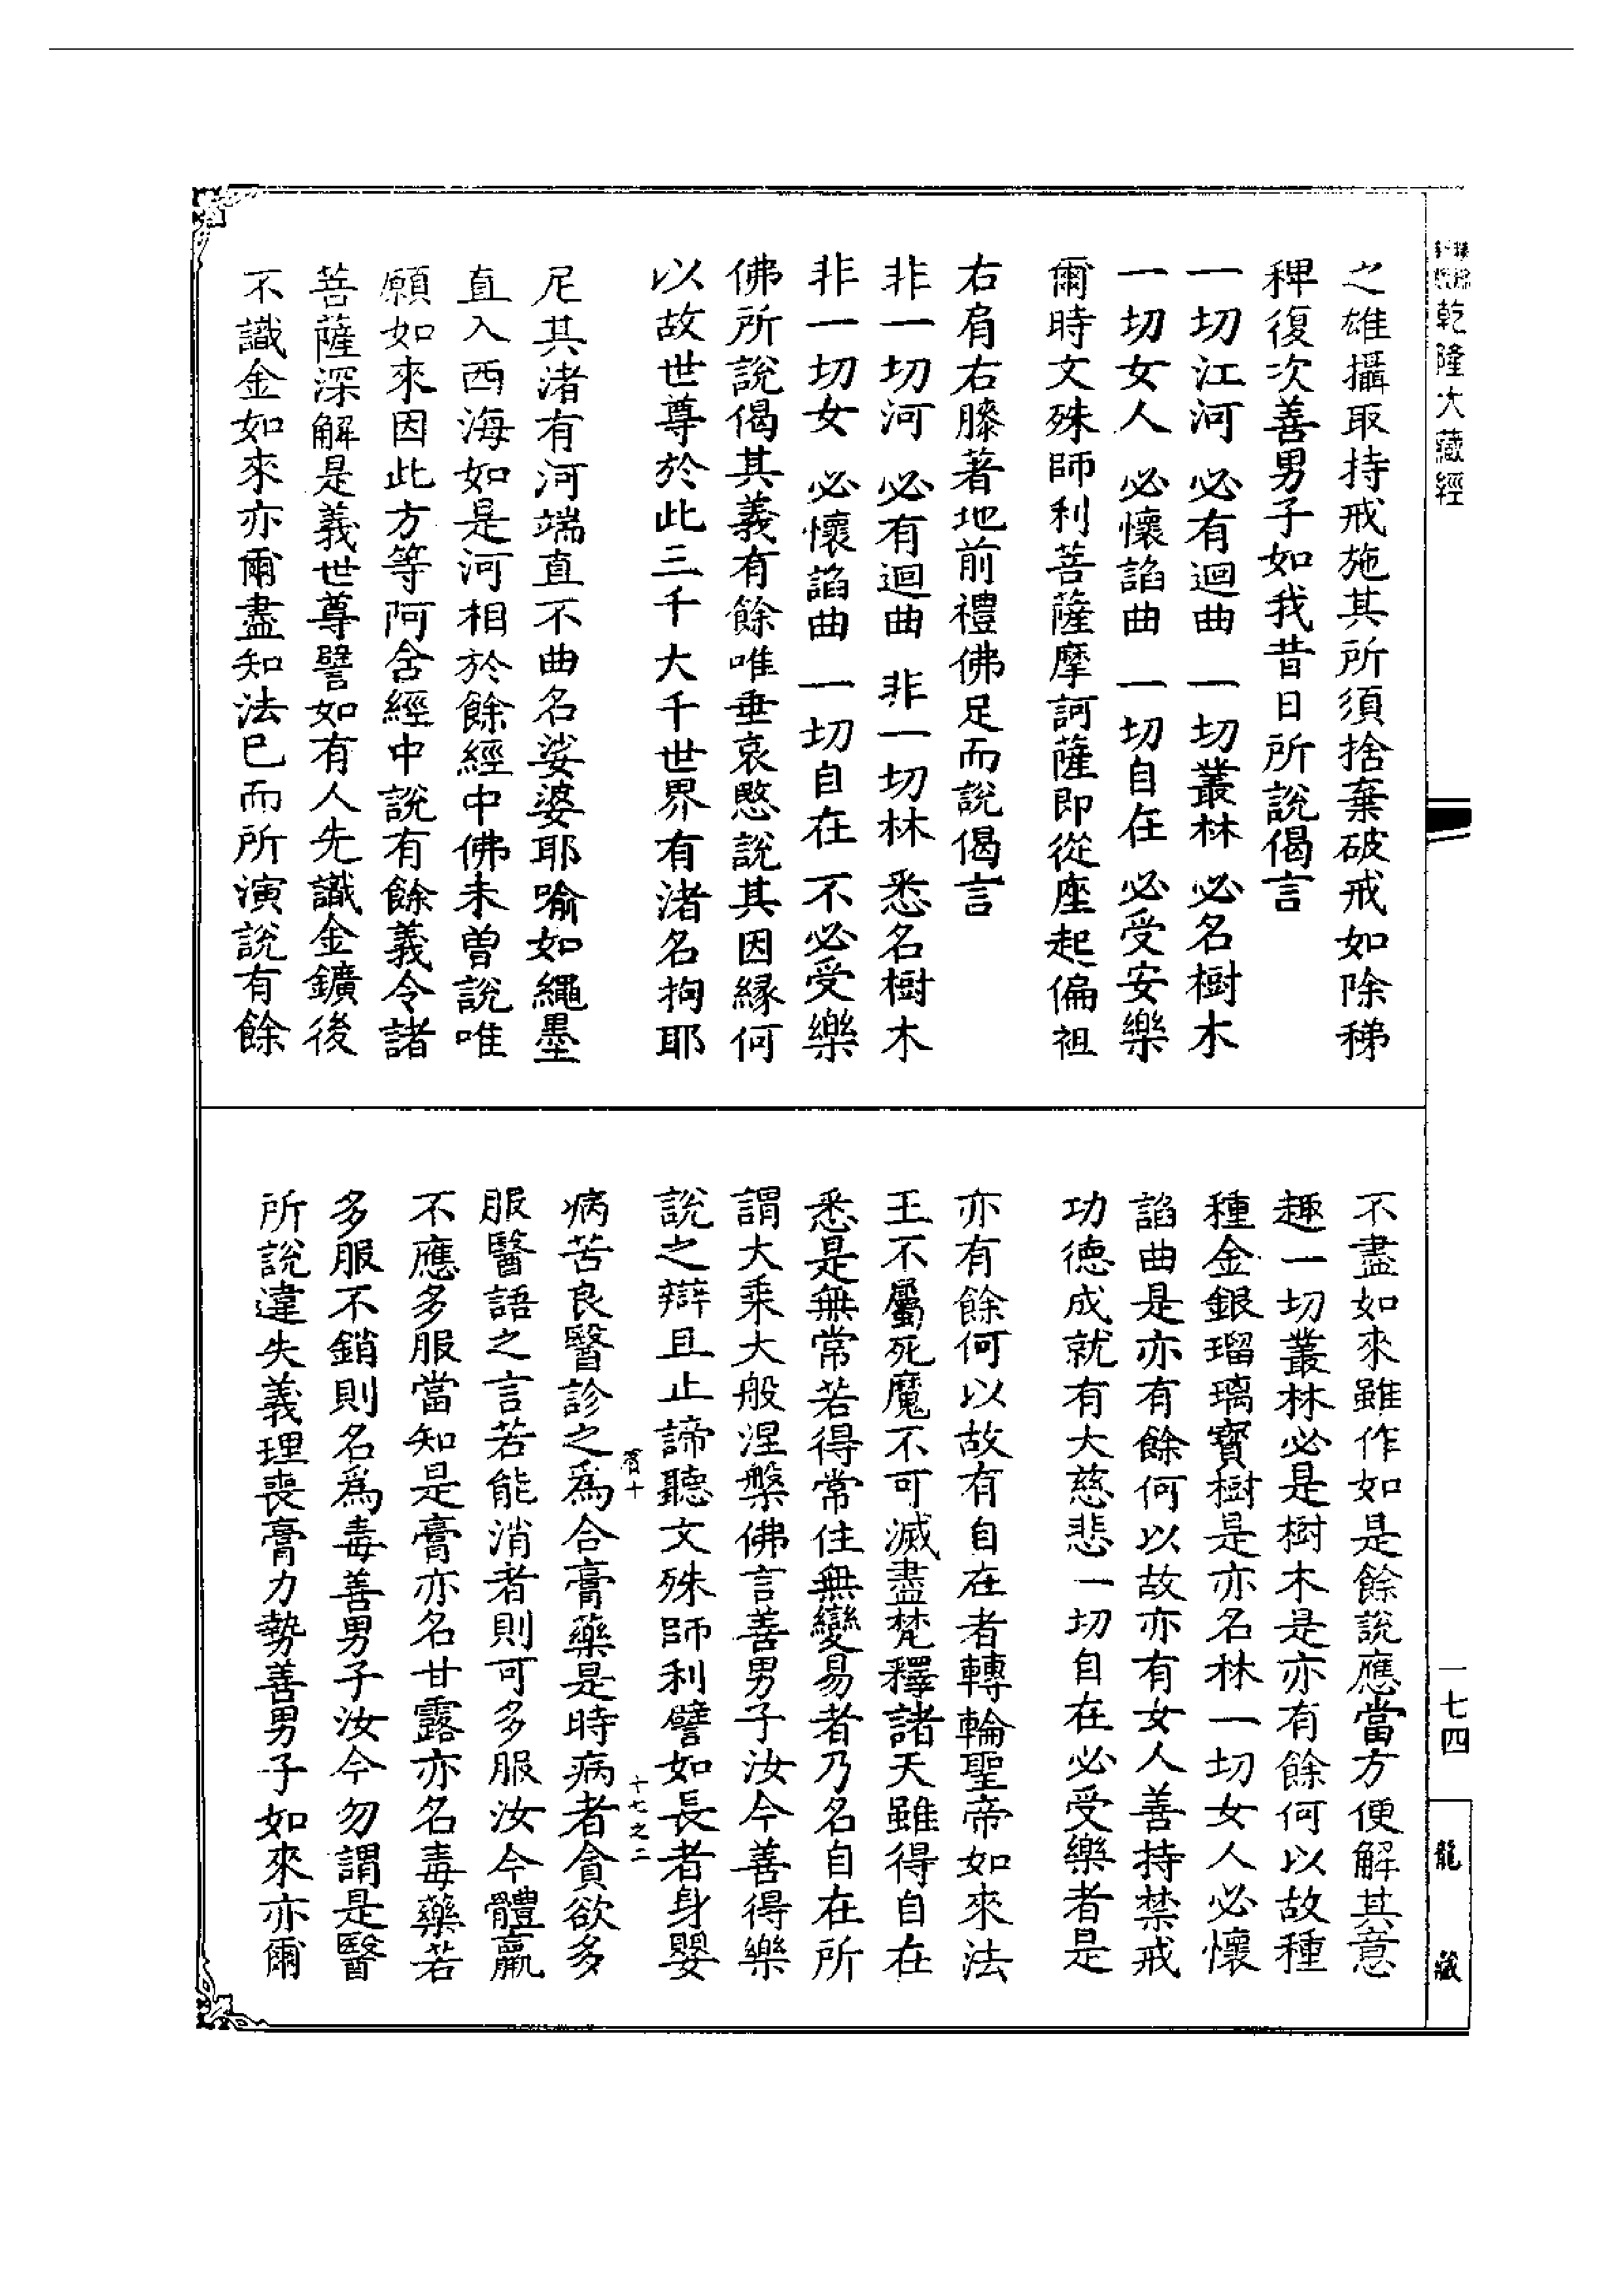 乾隆大藏經
之雄攝取持戒施其所須捨棄破戒如除稊
稗復次善男子如我昔日所說偈言
一切江河 必有迴曲 一切叢林 必名樹木
一切女人 必懷諂曲 一切自在 必受安樂
爾時文殊師利菩薩摩訶薩即從座起偏袒
右肩右膝著地前禮佛足而說偈言
非一切河 必有迴曲 非一切林 悉名樹木
非一切女 必懷諂曲 一切自在 不必受樂
佛所說偈其義有餘唯垂哀愍說其因緣何
以故世尊於此三千大千世界有渚名拘耶
尼其渚有河端直不曲名娑婆耶喻如繩墨
直入西海如是河相於餘經中佛未曾說唯
願如來因此方等阿含經中說有餘義令諸
菩薩深解是義世尊譬如有人先識金鑛後
不識金如來亦爾盡知法已而所演說有餘
不盡如來雖作如是餘說應當方便解其意
趣一切叢林必是樹木是亦有餘何以故種
種金銀瑠璃寶樹是亦名林一切女人必懷
諂曲是亦有餘何以故亦有女人善持禁戒
功德成就有大慈悲一切自在必受樂者是
亦有餘何以故有自在者轉輪聖帝如來法
王不屬死魔不可滅盡梵釋諸天雖得自在
悉是無常若得常住無變易者乃名自在所
謂大乘大般涅槃佛言善男子汝今善得樂
說之辯且止諦聽文殊師利譬如長者身嬰
賓十 十七之二
病苦良醫診之爲合膏藥是時病者貪欲多
服醫語之言若能消者則可多服汝今體羸
不應多服當知是膏亦名甘露亦名毒藥若
多服不銷則名爲毒善男子汝今勿謂是醫
所說違失義理喪膏力勢善男子如來亦爾
一七四
龍藏